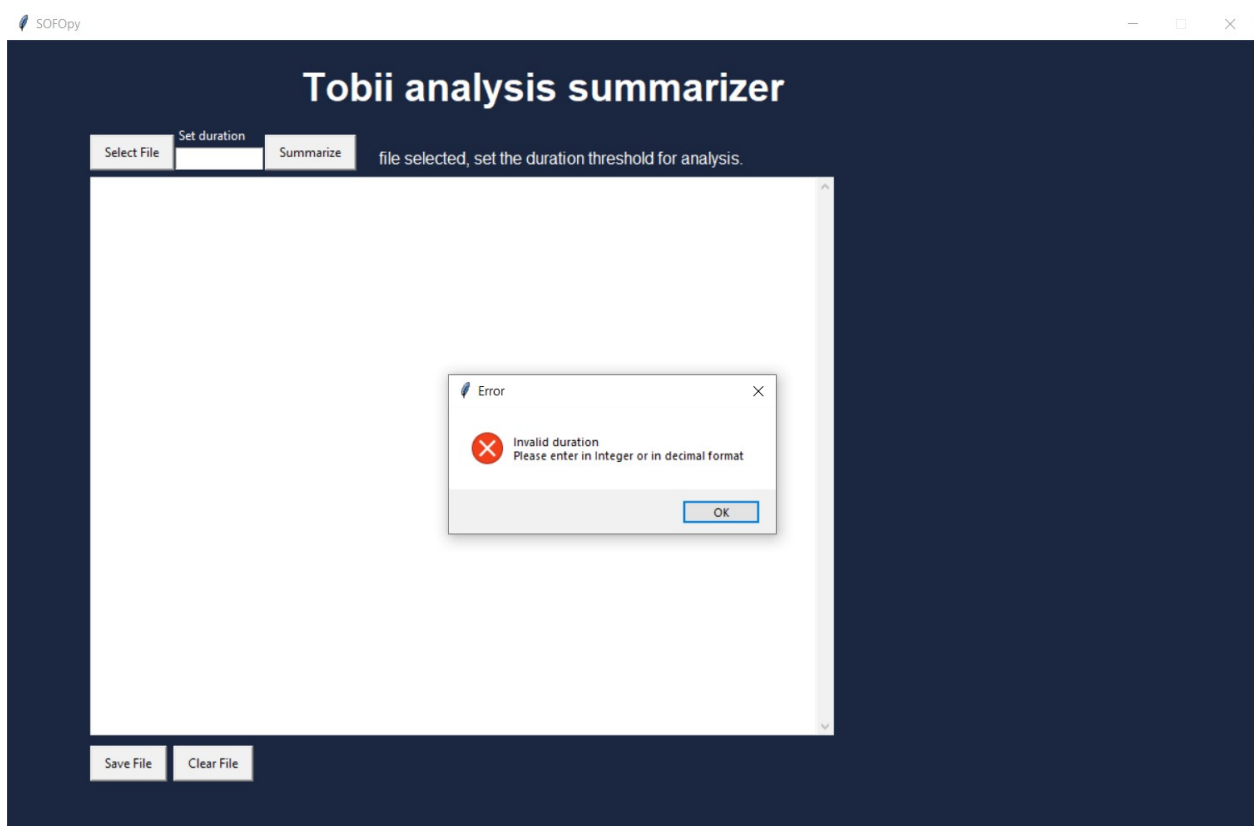 SOFOpy
Tobii analysis summarizer
Set duration
Select File
Summarize
file selected, set the duration threshold for analysis.
Error
Invalid duration
Please enter in Integer or in decimal format
OK
Save File
Clear File